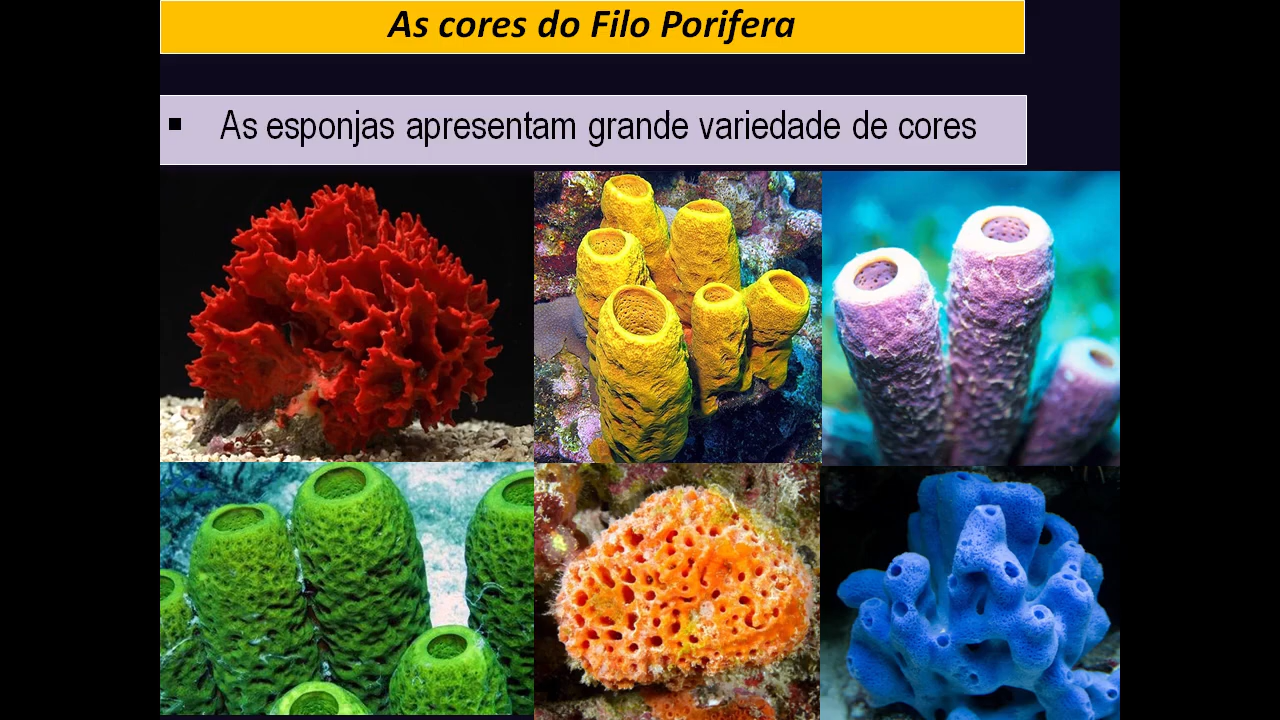 As cores do Filo Porifera
▪ As esponjas apresentam grande variedade de cores